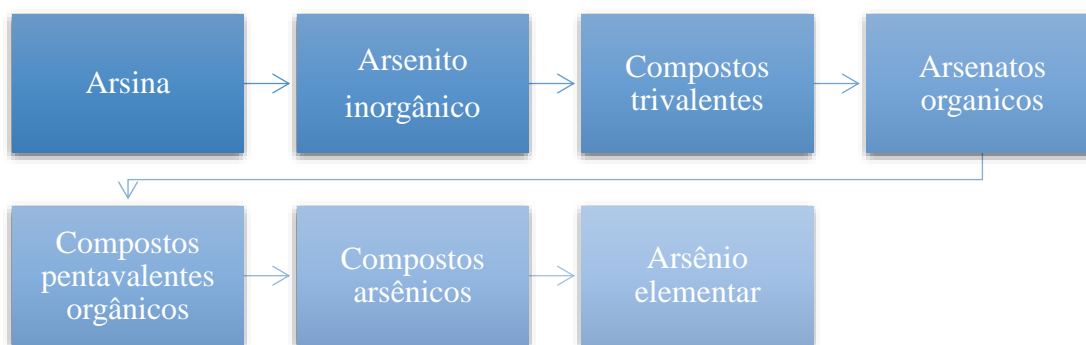 Arsina
Arsenito
inorgânico
Compostos
trivalentes
Arsenatos
organicos
Compostos
pentavalentes
orgânicos
Compostos
arsênicos
Arsênio
elementar